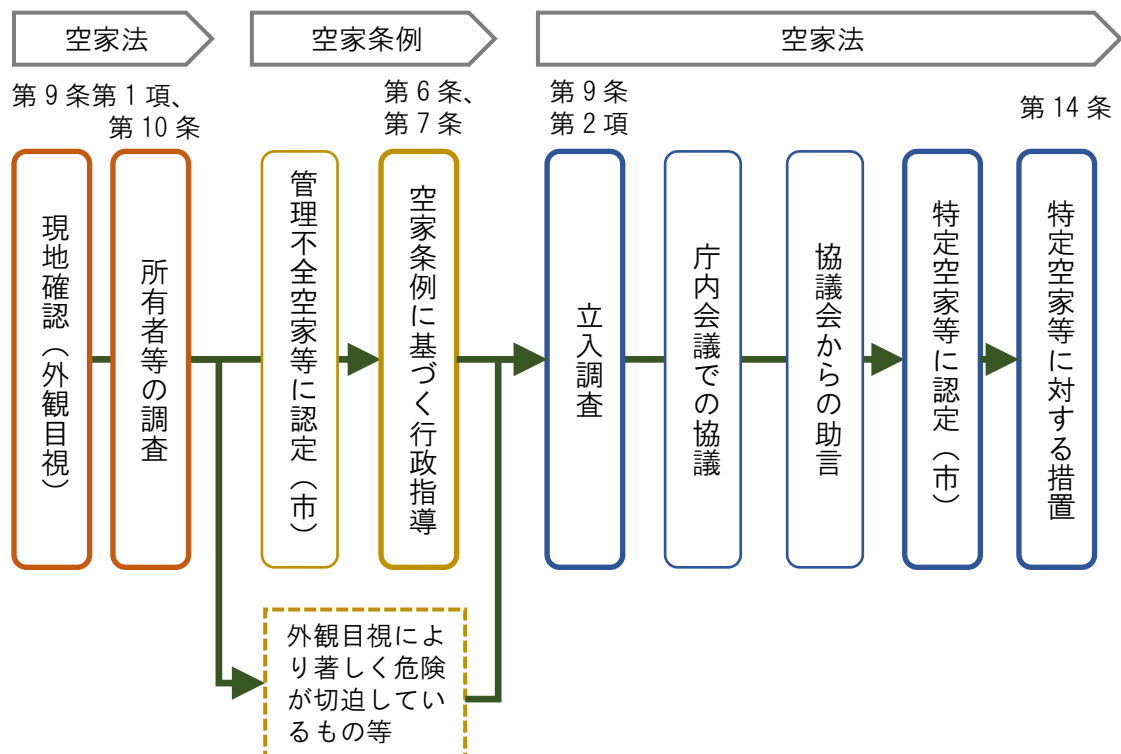 空家法
空家条例
空家法
第9条第1項、
第10条
第6条、
第7条
第9条
第2項
第14条
現地確認（外観目視）
所有者等の調査
管理不全空家等に認定（市）
空家条例に基づく行政指導
立入調査
庁内会議での協議
協議会からの助言
特定空家等に認定（市）
特定空家等に対する措置
外観目視によ
り著しく危険
が切迫してい
るもの等